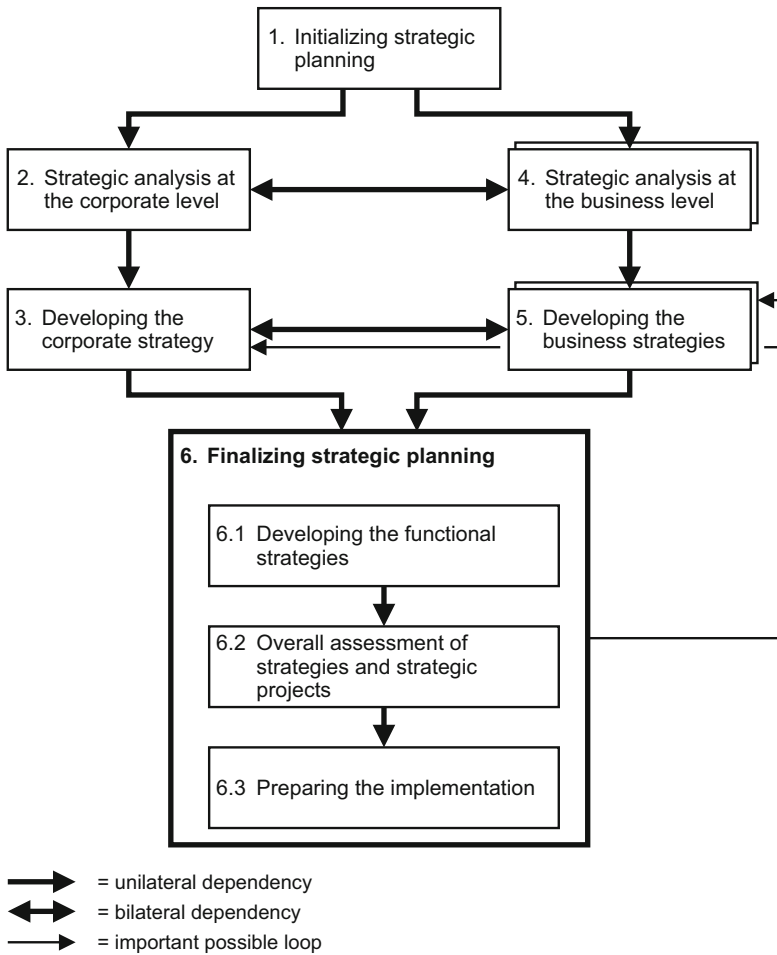 1. Initializing strategic
planning
2. Strategic analysis at
the corporate level
4. Strategic analysis at
the business level
3. Developing the
corporate strategy
5. Developing the
business strategies
6. Finalizing strategic planning
6.1 Developing the functional
strategies
6.2 Overall assessment of
strategies and strategic
projects
6.3 Preparing the implementation
= unilateral dependency
= bilateral dependency
= important possible loop